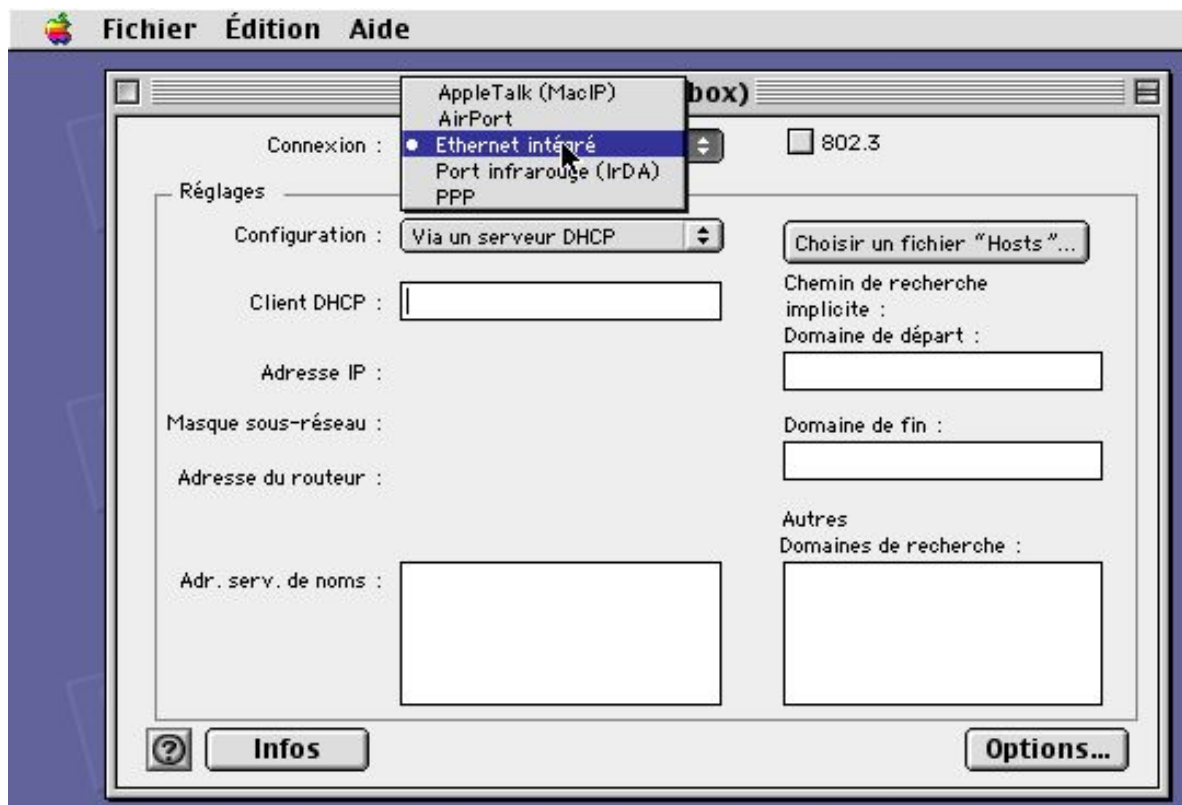 Fichier Édition Aide
box)
AppleTalk (MacIP)
AirPort
Connexion :
Ethernet intégré
802.3
Port infrarouge (IrDA)
PPP
Réglages
Configuration :
Via un serveur DHCP
Choisir un fichier "Hosts"...
Client DHCP :
Chemin de recherche
implicite :
Domaine de départ :
Adresse IP :
Masque sous-réseau :
Domaine de fin :
Adresse du routeur :
Autres
Domaines de recherche :
Adr. serv. de noms :
?
Infos
Options...